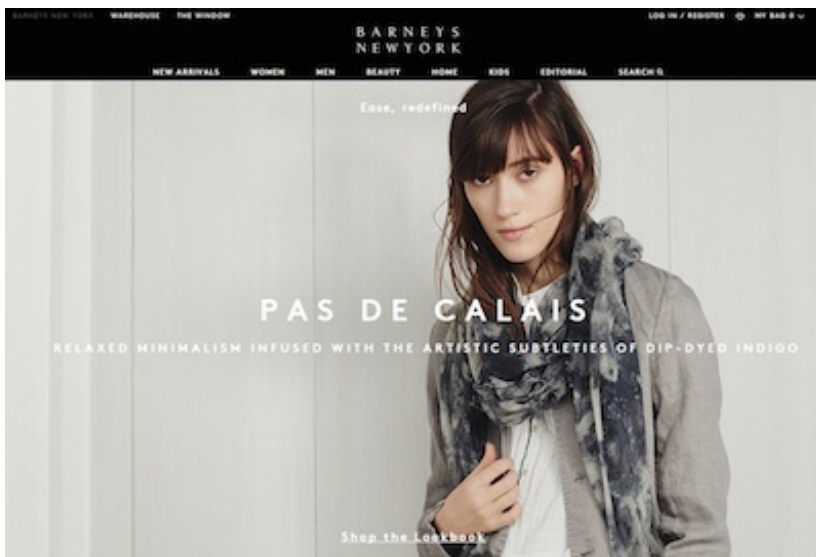 BARNEYS NEW YORK WAREHOUSE THE WINDOW LOG IN / REGISTER MY BAG 0
BARNEYS
NEWYORK
NEW ARRIVALS WOMEN MEN BEAUTY HOME KIDS EDITORIAL SEARCH
Ease, redefined
PAS DE CALAIS
RELAXED MINIMALISM INFUSED WITH THE ARTISTIC SUBTLETIES OF DIP-DYED INDIGO
Shop the Lookbook